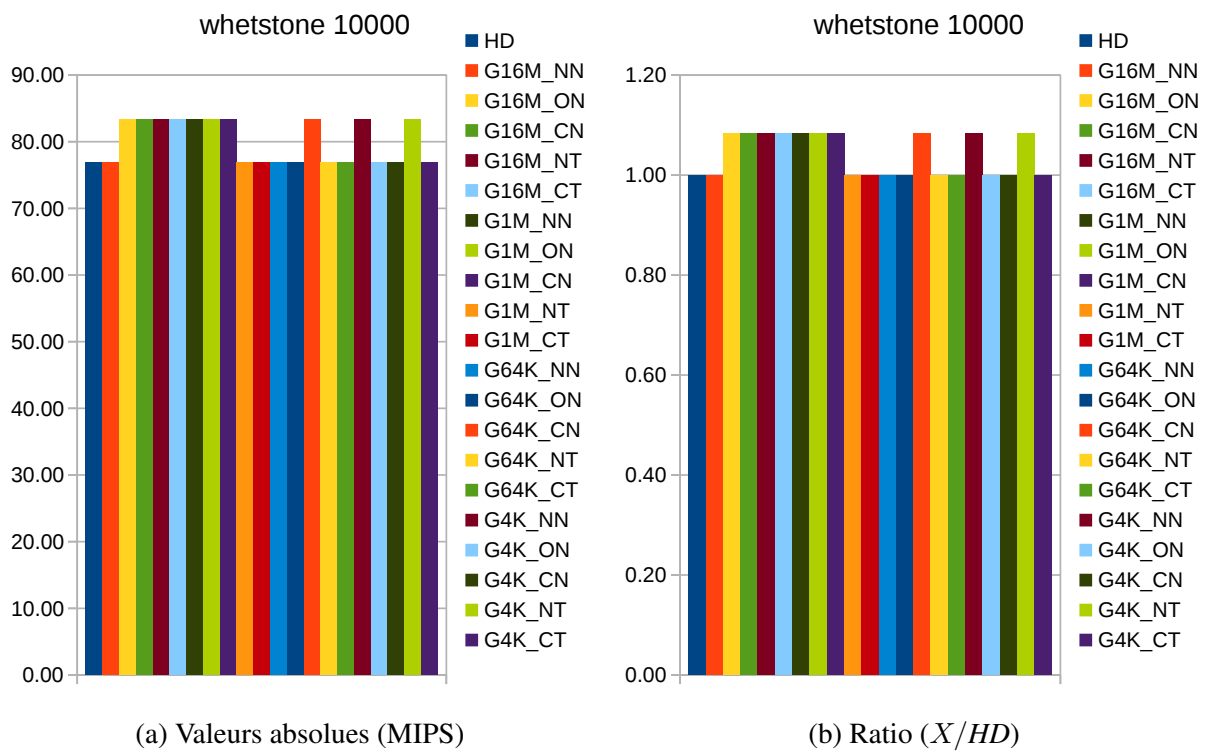 whetstone 10000
90.00
80.00
70.00
60.00
50.00
40.00
30.00
20.00
10.00
0.00
HD
G16M_NN
G16M_ON
G16M_CN
G16M_NT
G16M_CT
G1M_NN
G1M_ON
G1M_CN
G1M_NT
G1M_CT
G64K_NN
G64K_ON
G64K_CN
G64K_NT
G64K_CT
G4K_NN
G4K_ON
G4K_CN
G4K_NT
G4K_CT
(a) Valeurs absolues (MIPS)
whetstone 10000
1.20
1.00
0.80
0.60
0.40
0.20
0.00
HD
G16M_NN
G16M_ON
G16M_CN
G16M_NT
G16M_CT
G1M_NN
G1M_ON
G1M_CN
G1M_NT
G1M_CT
G64K_NN
G64K_ON
G64K_CN
G64K_NT
G64K_CT
G4K_NN
G4K_ON
G4K_CN
G4K_NT
G4K_CT
(b) Ratio (X/HD)